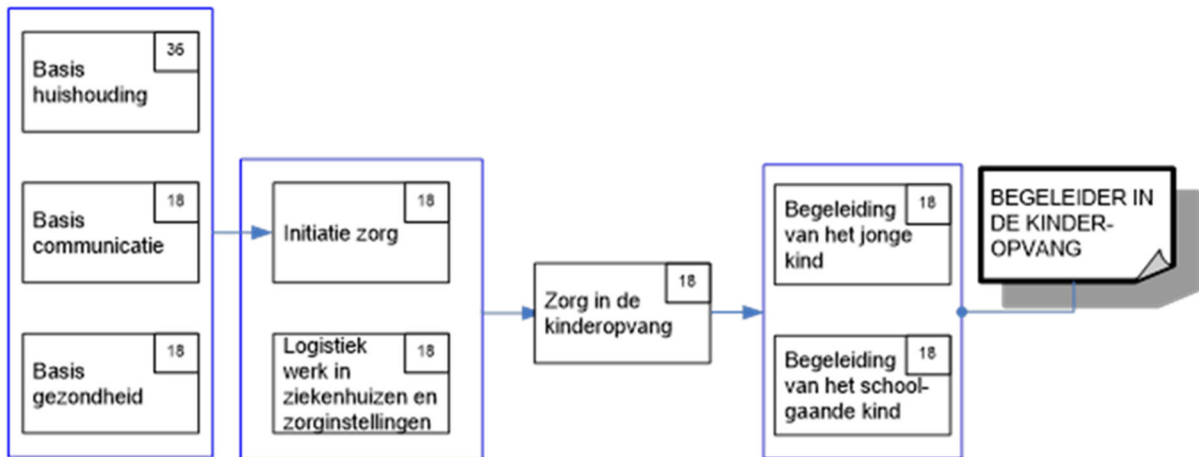 36
Basis
huishouding
18
Basis
communicatie
18
Basis
gezondheid
18
Initiatie zorg
18
Logistiek
werk in
ziekenhuizen en
zorginstellingen
18
Zorg in de
kinderopvang
18
Begeleiding
van het jonge
kind
18
Begeleiding
van het school-
gaande kind
BEGELEIDER IN
DE KINDER-
OPVANG